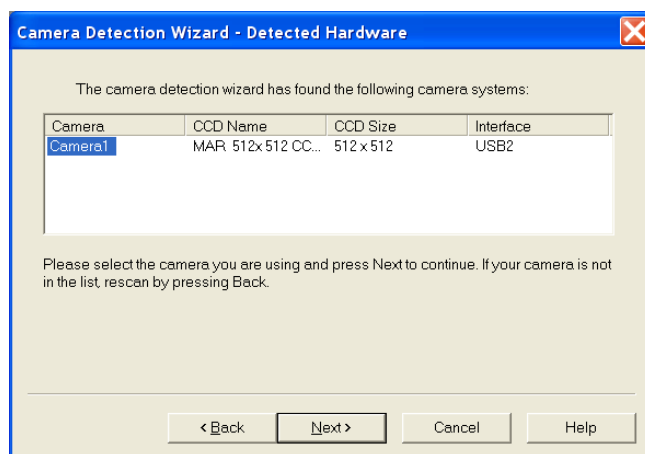 Camera Detection Wizard - Detected Hardware
The camera detection wizard has found the following camera systems:
Camera CCD Name CCD Size Interface
Camera1 MAR 512x 512 CC... 512 x 512 USB2
Please select the camera you are using and press Next to continue. If your camera is not
in the list, rescan by pressing Back.
< Back Next > Cancel Help